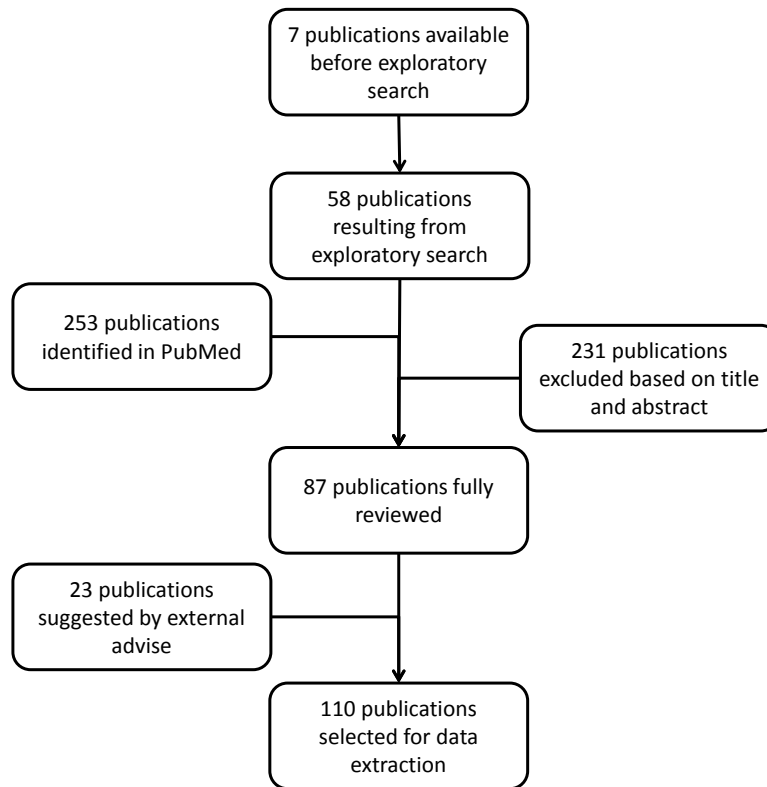 7 publications available
before exploratory
search
58 publications
resulting from
exploratory search
253 publications
identified in PubMed
231 publications
excluded based on title
and abstract
87 publications fully
reviewed
23 publications
suggested by external
advise
110 publications
selected for data
extraction